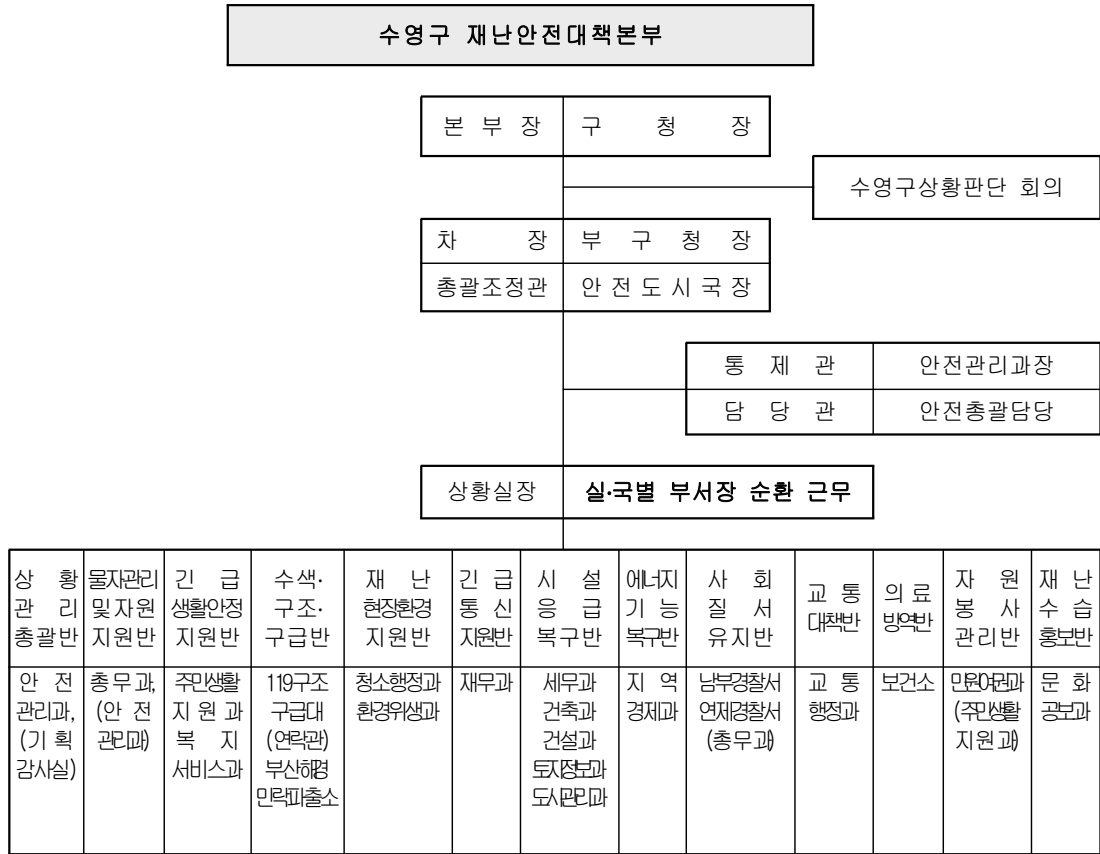 수영구 재난안전대책본부
본 부 장 구 청 장
수영구상황판단 회의
차 장 부 구 청 장
총괄조정관 안 전 도 시 국 장
통 제 관 안전관리과장
담 당 관 안전총괄담당
상황실장 실·국별 부서장 순환 근무
상 황
관 리
총괄반
물자관리
및자원
지원반
긴 급
생활안정
지원반
수색·
구조·
구급반
재 난
현장환경
지원반
긴 급
통 신
지원반
시 설
응 급
복구반
에너지
기 능
복구반
사 회
질 서
유지반
교 통
대책반
의 료
방역반
자 원
봉 사
관리반
재 난
수 습
홍보반
안 전
관리과,
(기 획
감사실)
총무과,
(안 전
관리과)
주민생활
지 원 과
복 지
서비스과
119구조
구급대
(연락관)
부산해경
민락파출소
청소행정과
환경위생과
재무과
세무과
건축과
건설과
토지정보과
도시관리과
지 역
경제과
남부경찰서
연제경찰서
(총무과)
교 통
행정과
보건소
민원여권과
(주민생활
지원과)
문 화
공보과